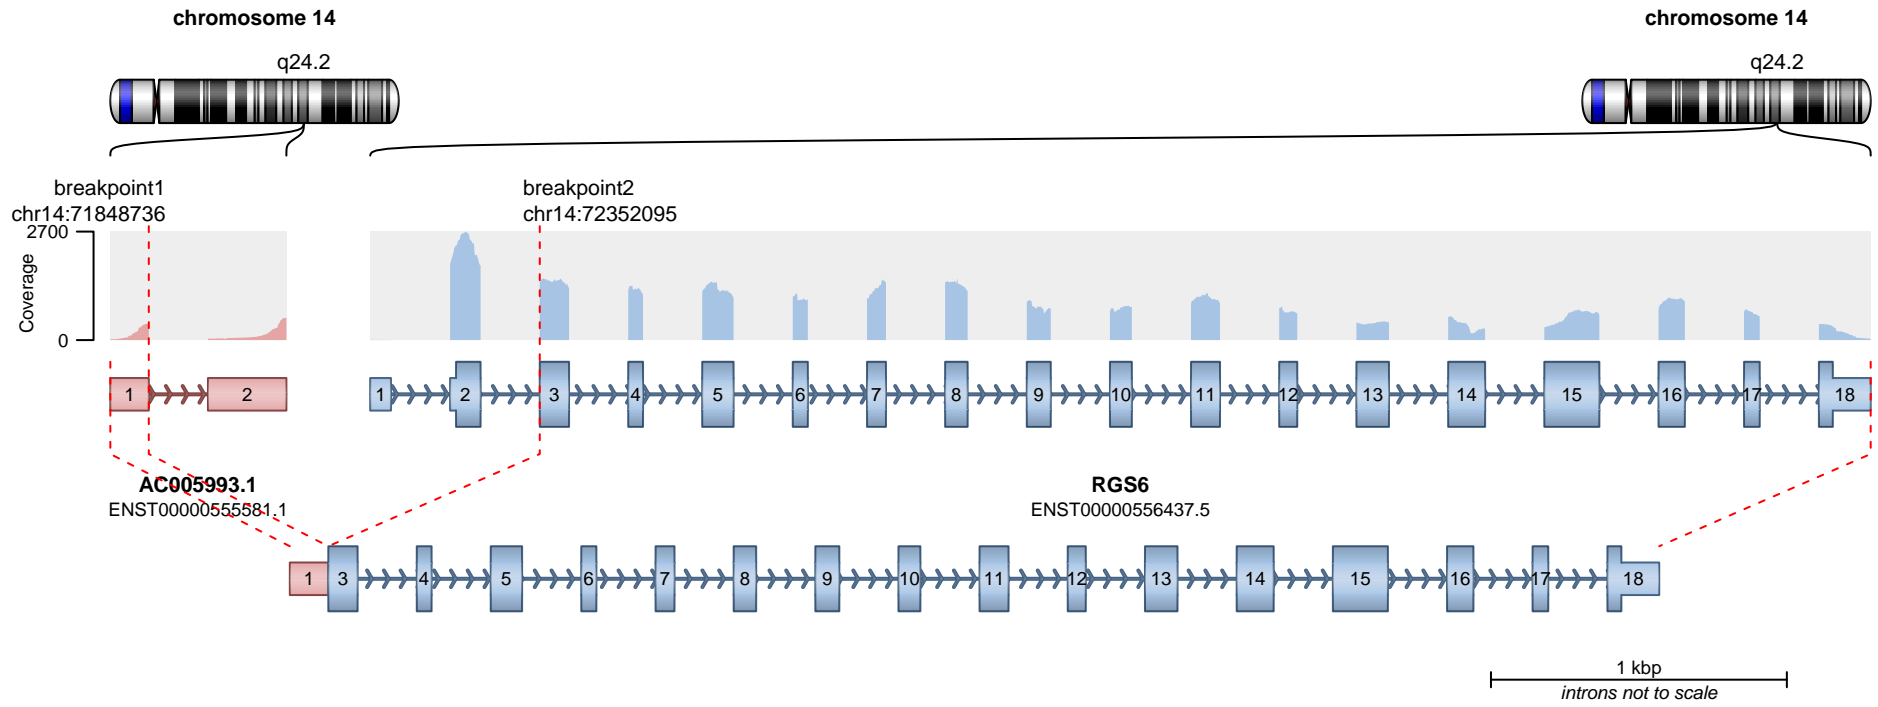 chromosome 14
chromosome 14
q24.2
q24.2
breakpoint1
chr14:71848736
breakpoint2
chr14:72352095
2700
Coverage
0
1 2 1 2 3 4 5 6 7 8 9 10 11 12 13 14 15 16 17 18
AC005993.1
ENST00000555581.1
RGS6
ENST00000556437.5
1 3 4 5 6 7 8 9 10 11 12 13 14 15 16 17 18
1 kbp
introns not to scale